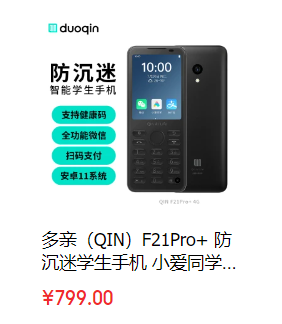 duoqin
防沉迷
智能学生手机
支持健康码
全功能微信
扫码支付
安卓11系统
10:00
QIN F21Pro+ 4G
多亲（QIN）F21Pro+ 防
沉迷学生手机 小爱同学...
¥799.00